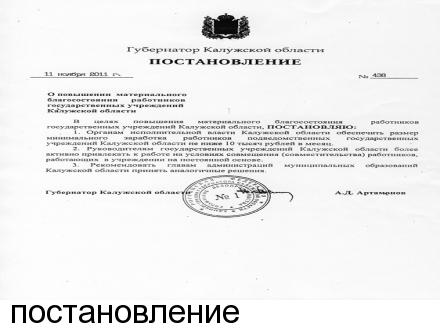 Губернатор Калужской области
ПОСТАНОВЛЕНИЕ
11 ноября 2011 г.
№ 438
О повышении материального
благосостояния работников
государственных учреждений
Калужской области
В целях повышения материального благосостояния работников
государственных учреждений Калужской области, ПОСТАНОВЛЯЮ:
1. Органам исполнительной власти Калужской области обеспечить размер
минимального заработка работников подведомственных государственных
учреждений Калужской области не ниже 10 тысяч рублей в месяц.
2. Руководителям государственных учреждений Калужской области более
активно привлекать к работе на условиях совмещения (совместительства) работников,
работающих в учреждении на постоянной основе.
3. Рекомендовать главам администраций муниципальных образований
Калужской области принять аналогичные решения.
Губернатор Калужской области
А.Д. Артамонов
№ 1
постановление